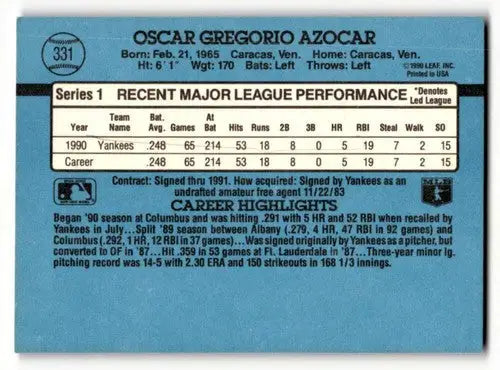 331
OSCAR GREGORIO AZOCAR
Born: Feb. 21, 1965 Caracas, Ven. Home: Caracas, Ven.
Ht: 6' 1" Wgt: 170 Bats: Left Throws: Left
©1990 LEAF, INC.
Printed in USA
Series 1 RECENT MAJOR LEAGUE PERFORMANCE *Denotes Led League
Year Team Name Bat. Avg. Games At Bat Hits Runs 2B 3B HR RBI Steal Walk SO
1990 Yankees .248 65 214 53 18 8 0 5 19 7 2 15
Career .248 65 214 53 18 8 0 5 19 7 2 15
Contract: Signed thru 1991. How acquired: Signed by Yankees as an
undrafted amateur free agent 11/22/83
CAREER HIGHLIGHTS
Began '90 season at Columbus and was hitting .291 with 5 HR and 52 RBI when recalled by
Yankees in July...Split '89 season between Albany (.279, 4 HR, 47 RBI in 92 games) and
Columbus (.292, 1 HR, 12 RBI in 37 games)...Was signed originally by Yankees as a pitcher, but
converted to OF in '87...Hit .359 in 53 games at Ft. Lauderdale in '87...Three-year minor lg.
pitching record was 14-5 with 2.30 ERA and 150 strikeouts in 168 1/3 innings.